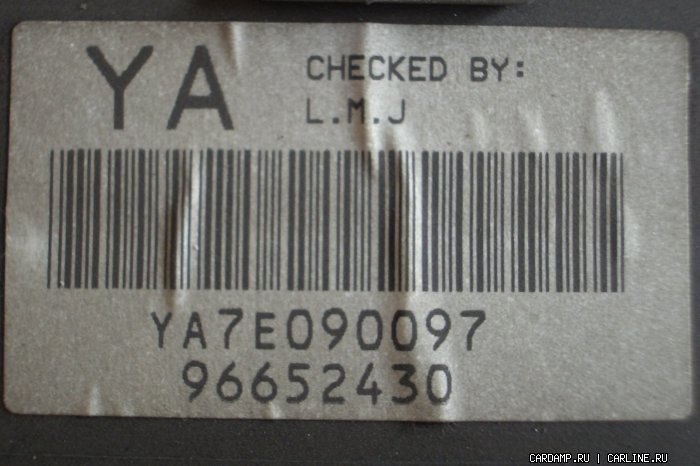 YA
CHECKED BY:
L.M.J
YA7E090097
96652430
CARDAMP.RU | CARLINE.RU